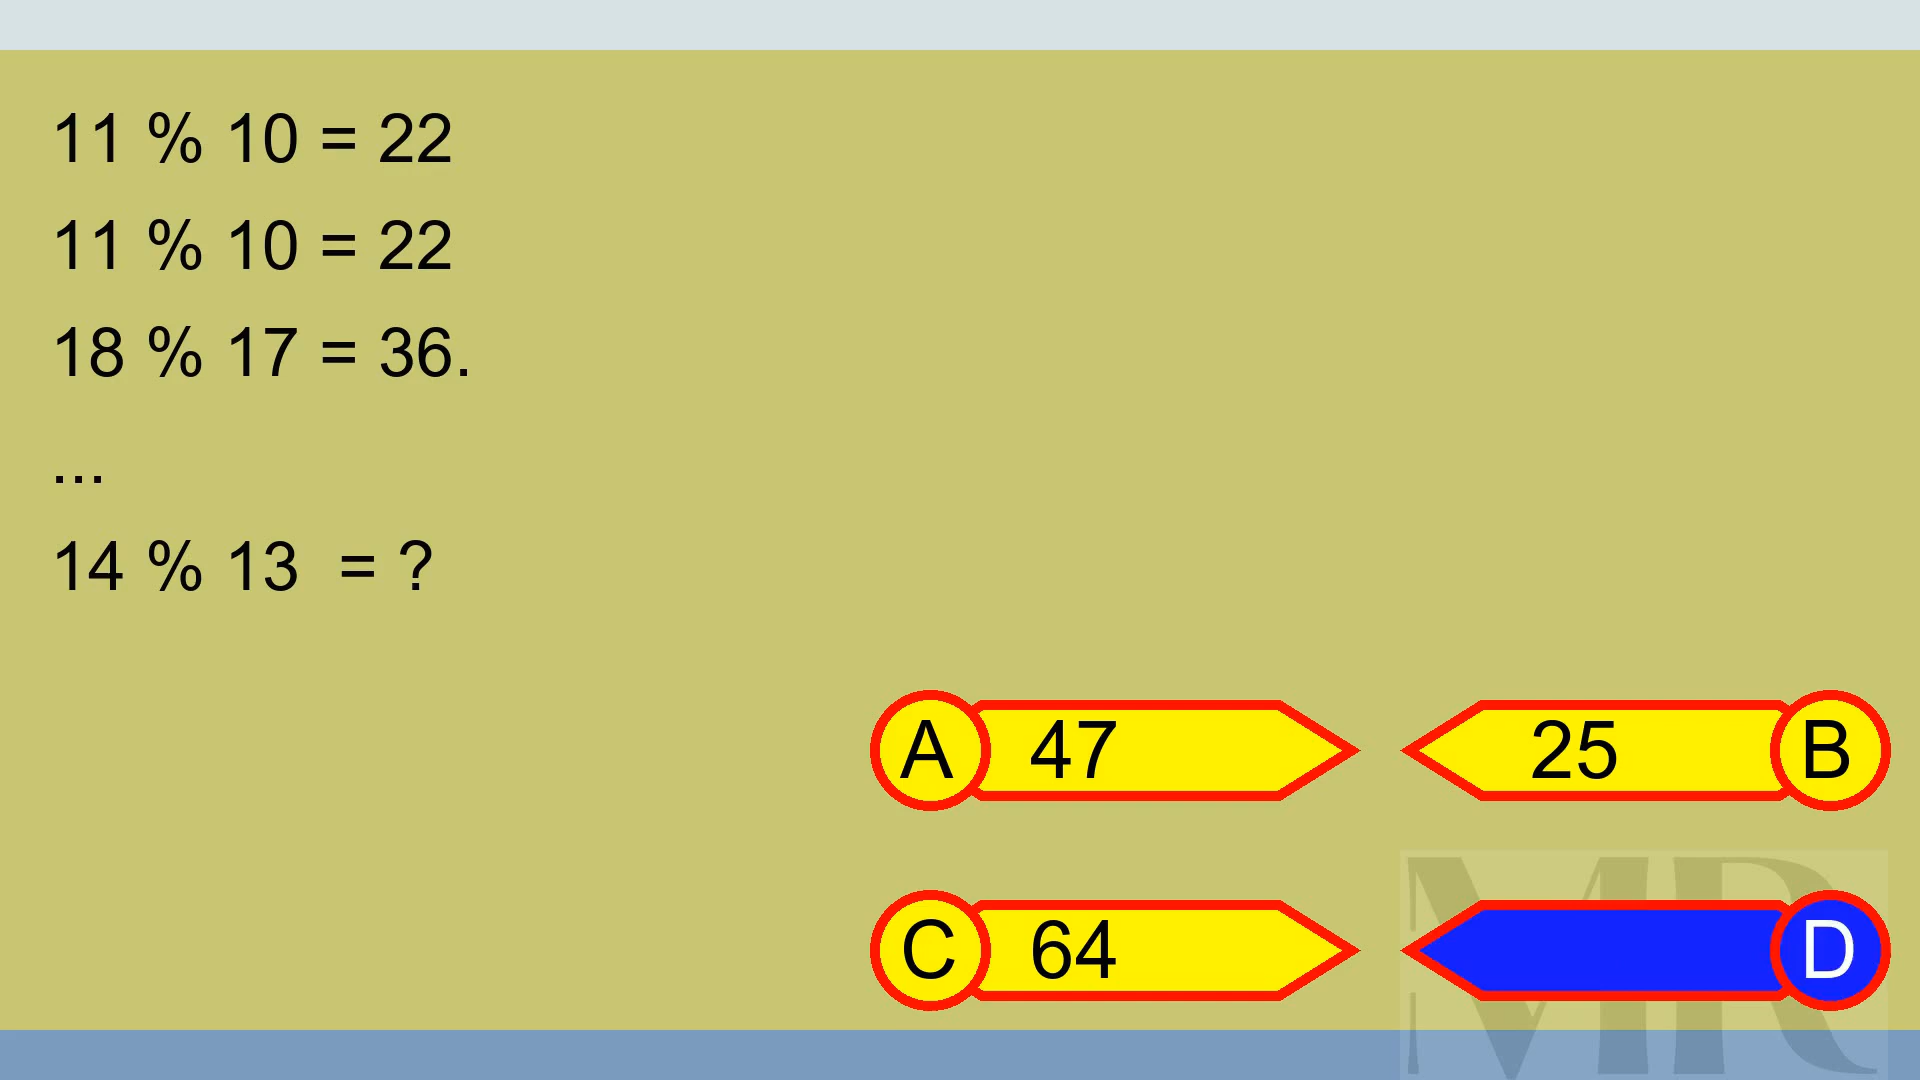 11 % 10 = 22
11 % 10 = 22
18 % 17 = 36.
...
14 % 13  = ?
A 47
25 B
C 64
D
MR